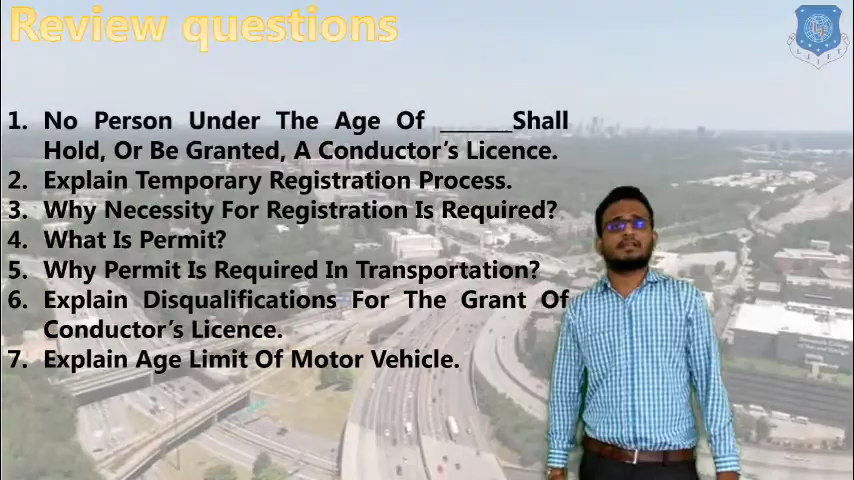 Review questions
1. No Person Under The Age Of ______Shall
Hold, Or Be Granted, A Conductor’s Licence.
2. Explain Temporary Registration Process.
3. Why Necessity For Registration Is Required?
4. What Is Permit?
5. Why Permit Is Required In Transportation?
6. Explain Disqualifications For The Grant Of
Conductor’s Licence.
7. Explain Age Limit Of Motor Vehicle.
LJIET